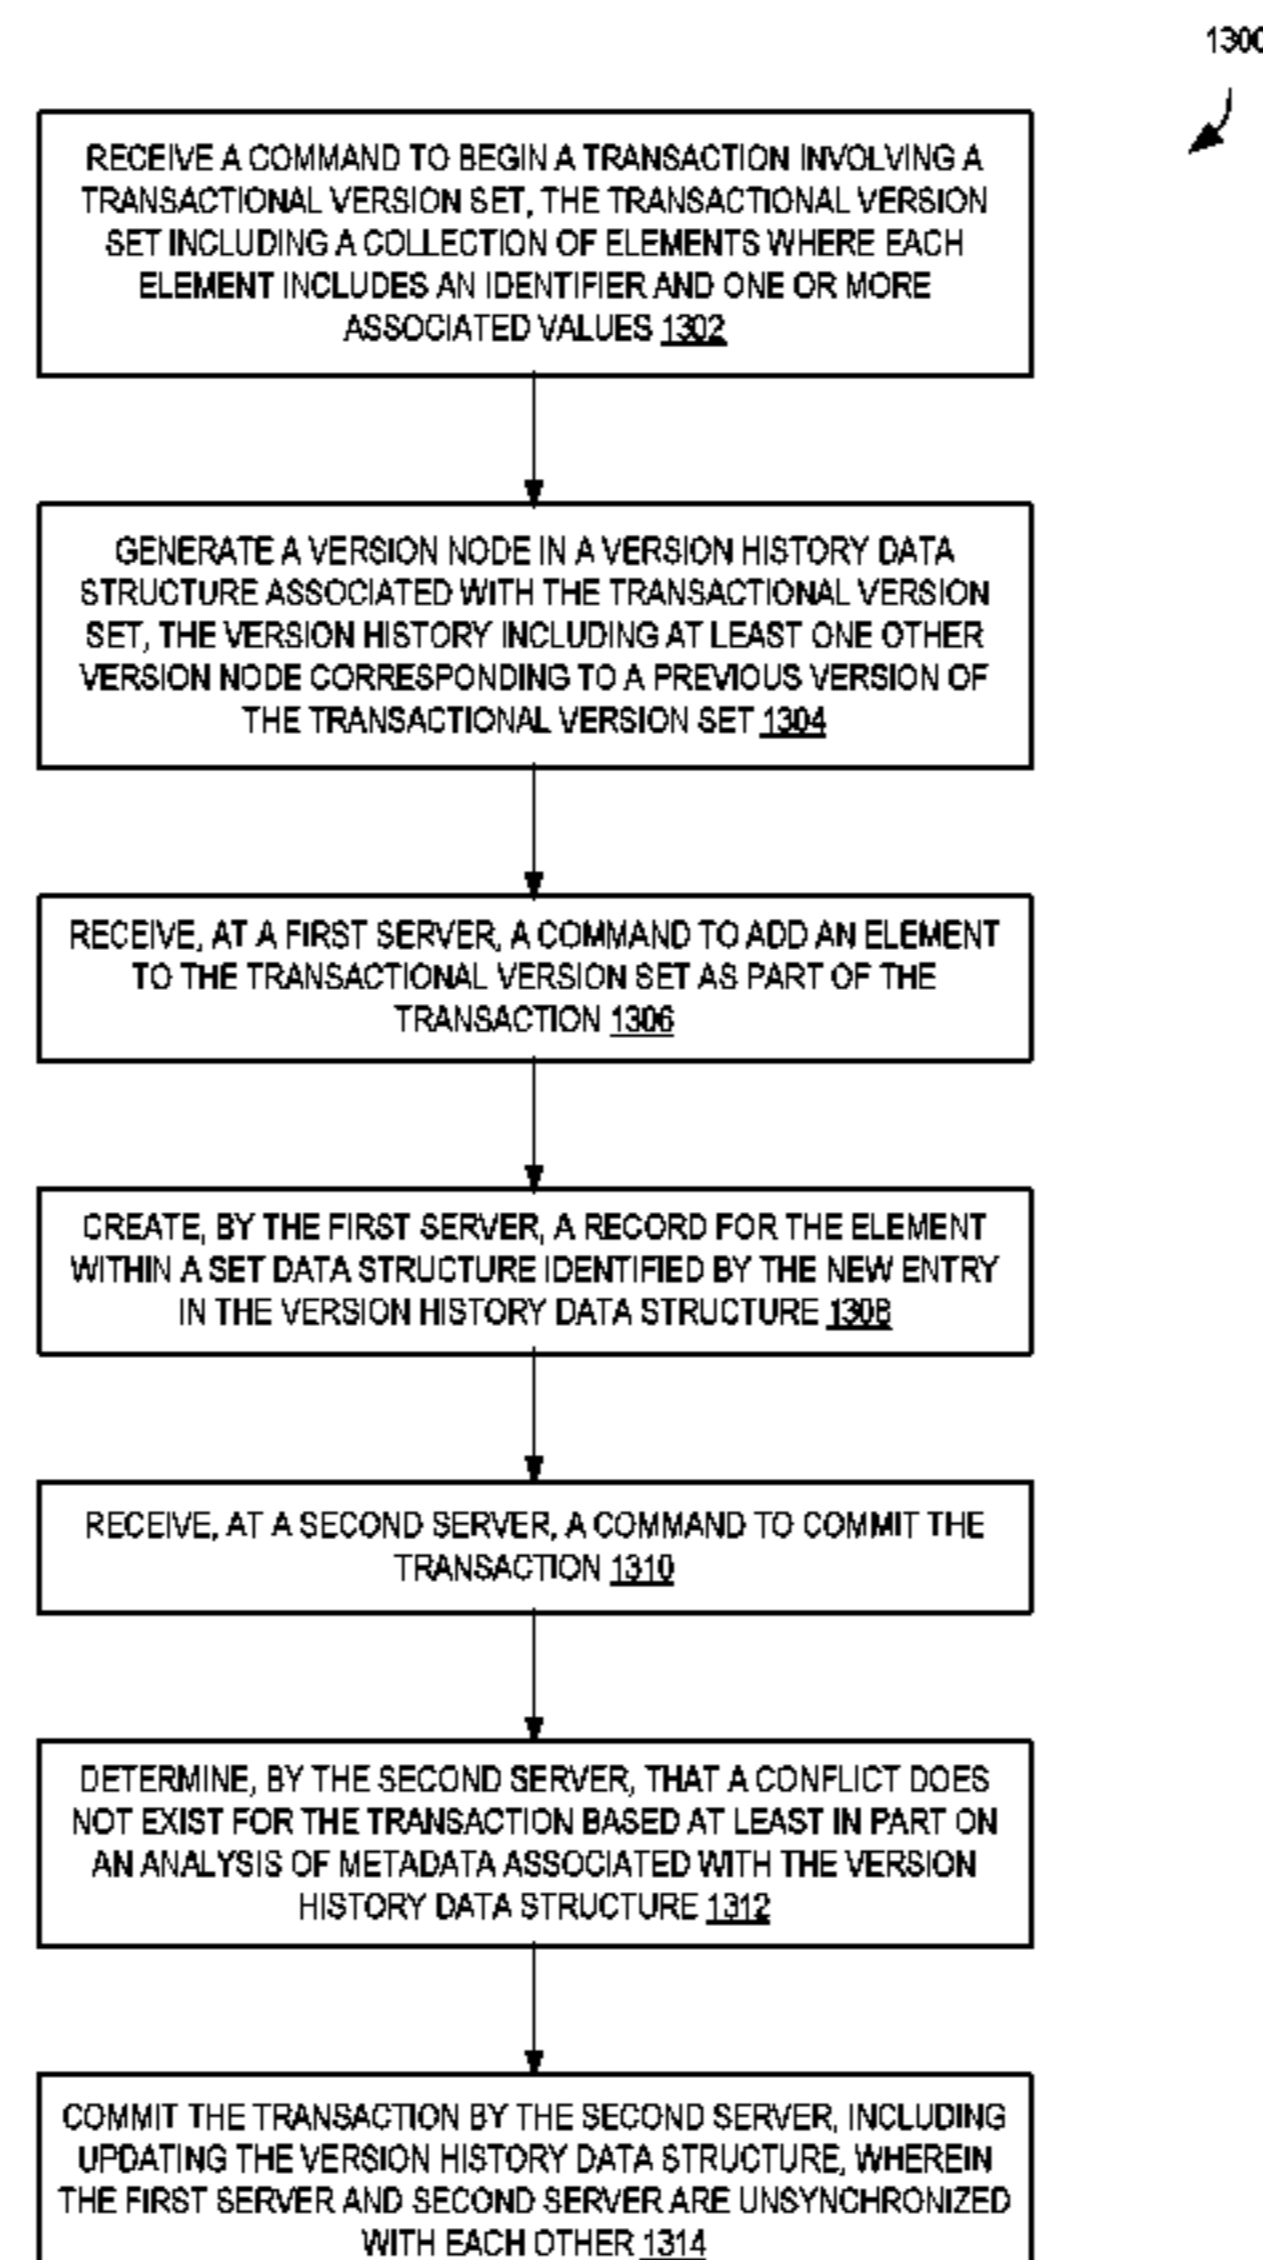 1300
RECEIVE A COMMAND TO BEGIN A TRANSACTION INVOLVING A
TRANSACTIONAL VERSION SET, THE TRANSACTIONAL VERSION
SET INCLUDING A COLLECTION OF ELEMENTS WHERE EACH
ELEMENT INCLUDES AN IDENTIFIER AND ONE OR MORE
ASSOCIATED VALUES 1302
GENERATE A VERSION NODE IN A VERSION HISTORY DATA
STRUCTURE ASSOCIATED WITH THE TRANSACTIONAL VERSION
SET, THE VERSION HISTORY INCLUDING AT LEAST ONE OTHER
VERSION NODE CORRESPONDING TO A PREVIOUS VERSION OF
THE TRANSACTIONAL VERSION SET 1304
RECEIVE, AT A FIRST SERVER, A COMMAND TO ADD AN ELEMENT
TO THE TRANSACTIONAL VERSION SET AS PART OF THE
TRANSACTION 1306
CREATE, BY THE FIRST SERVER, A RECORD FOR THE ELEMENT
WITHIN A SET DATA STRUCTURE IDENTIFIED BY THE NEW ENTRY
IN THE VERSION HISTORY DATA STRUCTURE 1308
RECEIVE, AT A SECOND SERVER, A COMMAND TO COMMIT THE
TRANSACTION 1310
DETERMINE, BY THE SECOND SERVER, THAT A CONFLICT DOES
NOT EXIST FOR THE TRANSACTION BASED AT LEAST IN PART ON
AN ANALYSIS OF METADATA ASSOCIATED WITH THE VERSION
HISTORY DATA STRUCTURE 1312
COMMIT THE TRANSACTION BY THE SECOND SERVER, INCLUDING
UPDATING THE VERSION HISTORY DATA STRUCTURE, WHEREIN
THE FIRST SERVER AND SECOND SERVER ARE UNSYNCHRONIZED
WITH EACH OTHER 1314